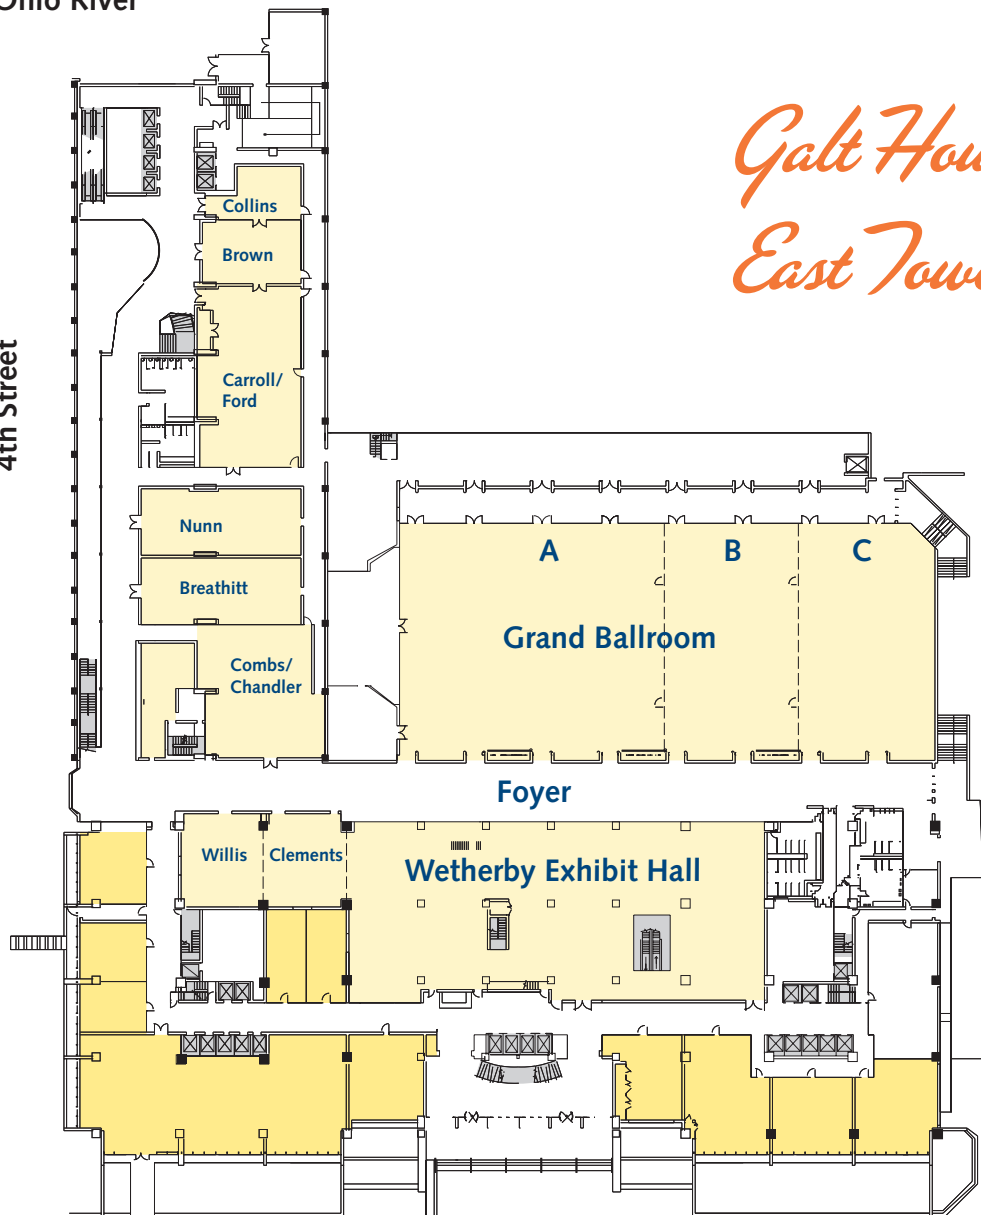 Ohio River
Galt Hou
East Tow
4th Street
Collins
Brown
Carroll/
Ford
Nunn
Breathitt
Combs/
Chandler
A
B
C
Grand Ballroom
Foyer
Willis
Clements
Wetherby Exhibit Hall